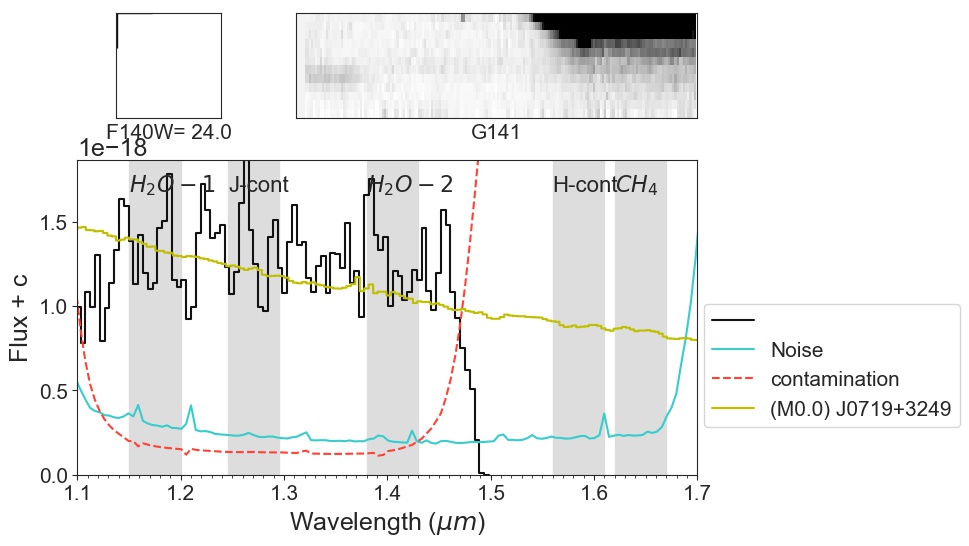 F140W= 24.0
G141
1e−18
H₂O − 1
J-cont
H₂O − 2
H-cont
CH₄
1.5
1.0
0.5
0.0
1.1
1.2
1.3
1.4
1.5
1.6
1.7
Flux + c
Wavelength (μm)
Noise
contamination
(M0.0) J0719+3249